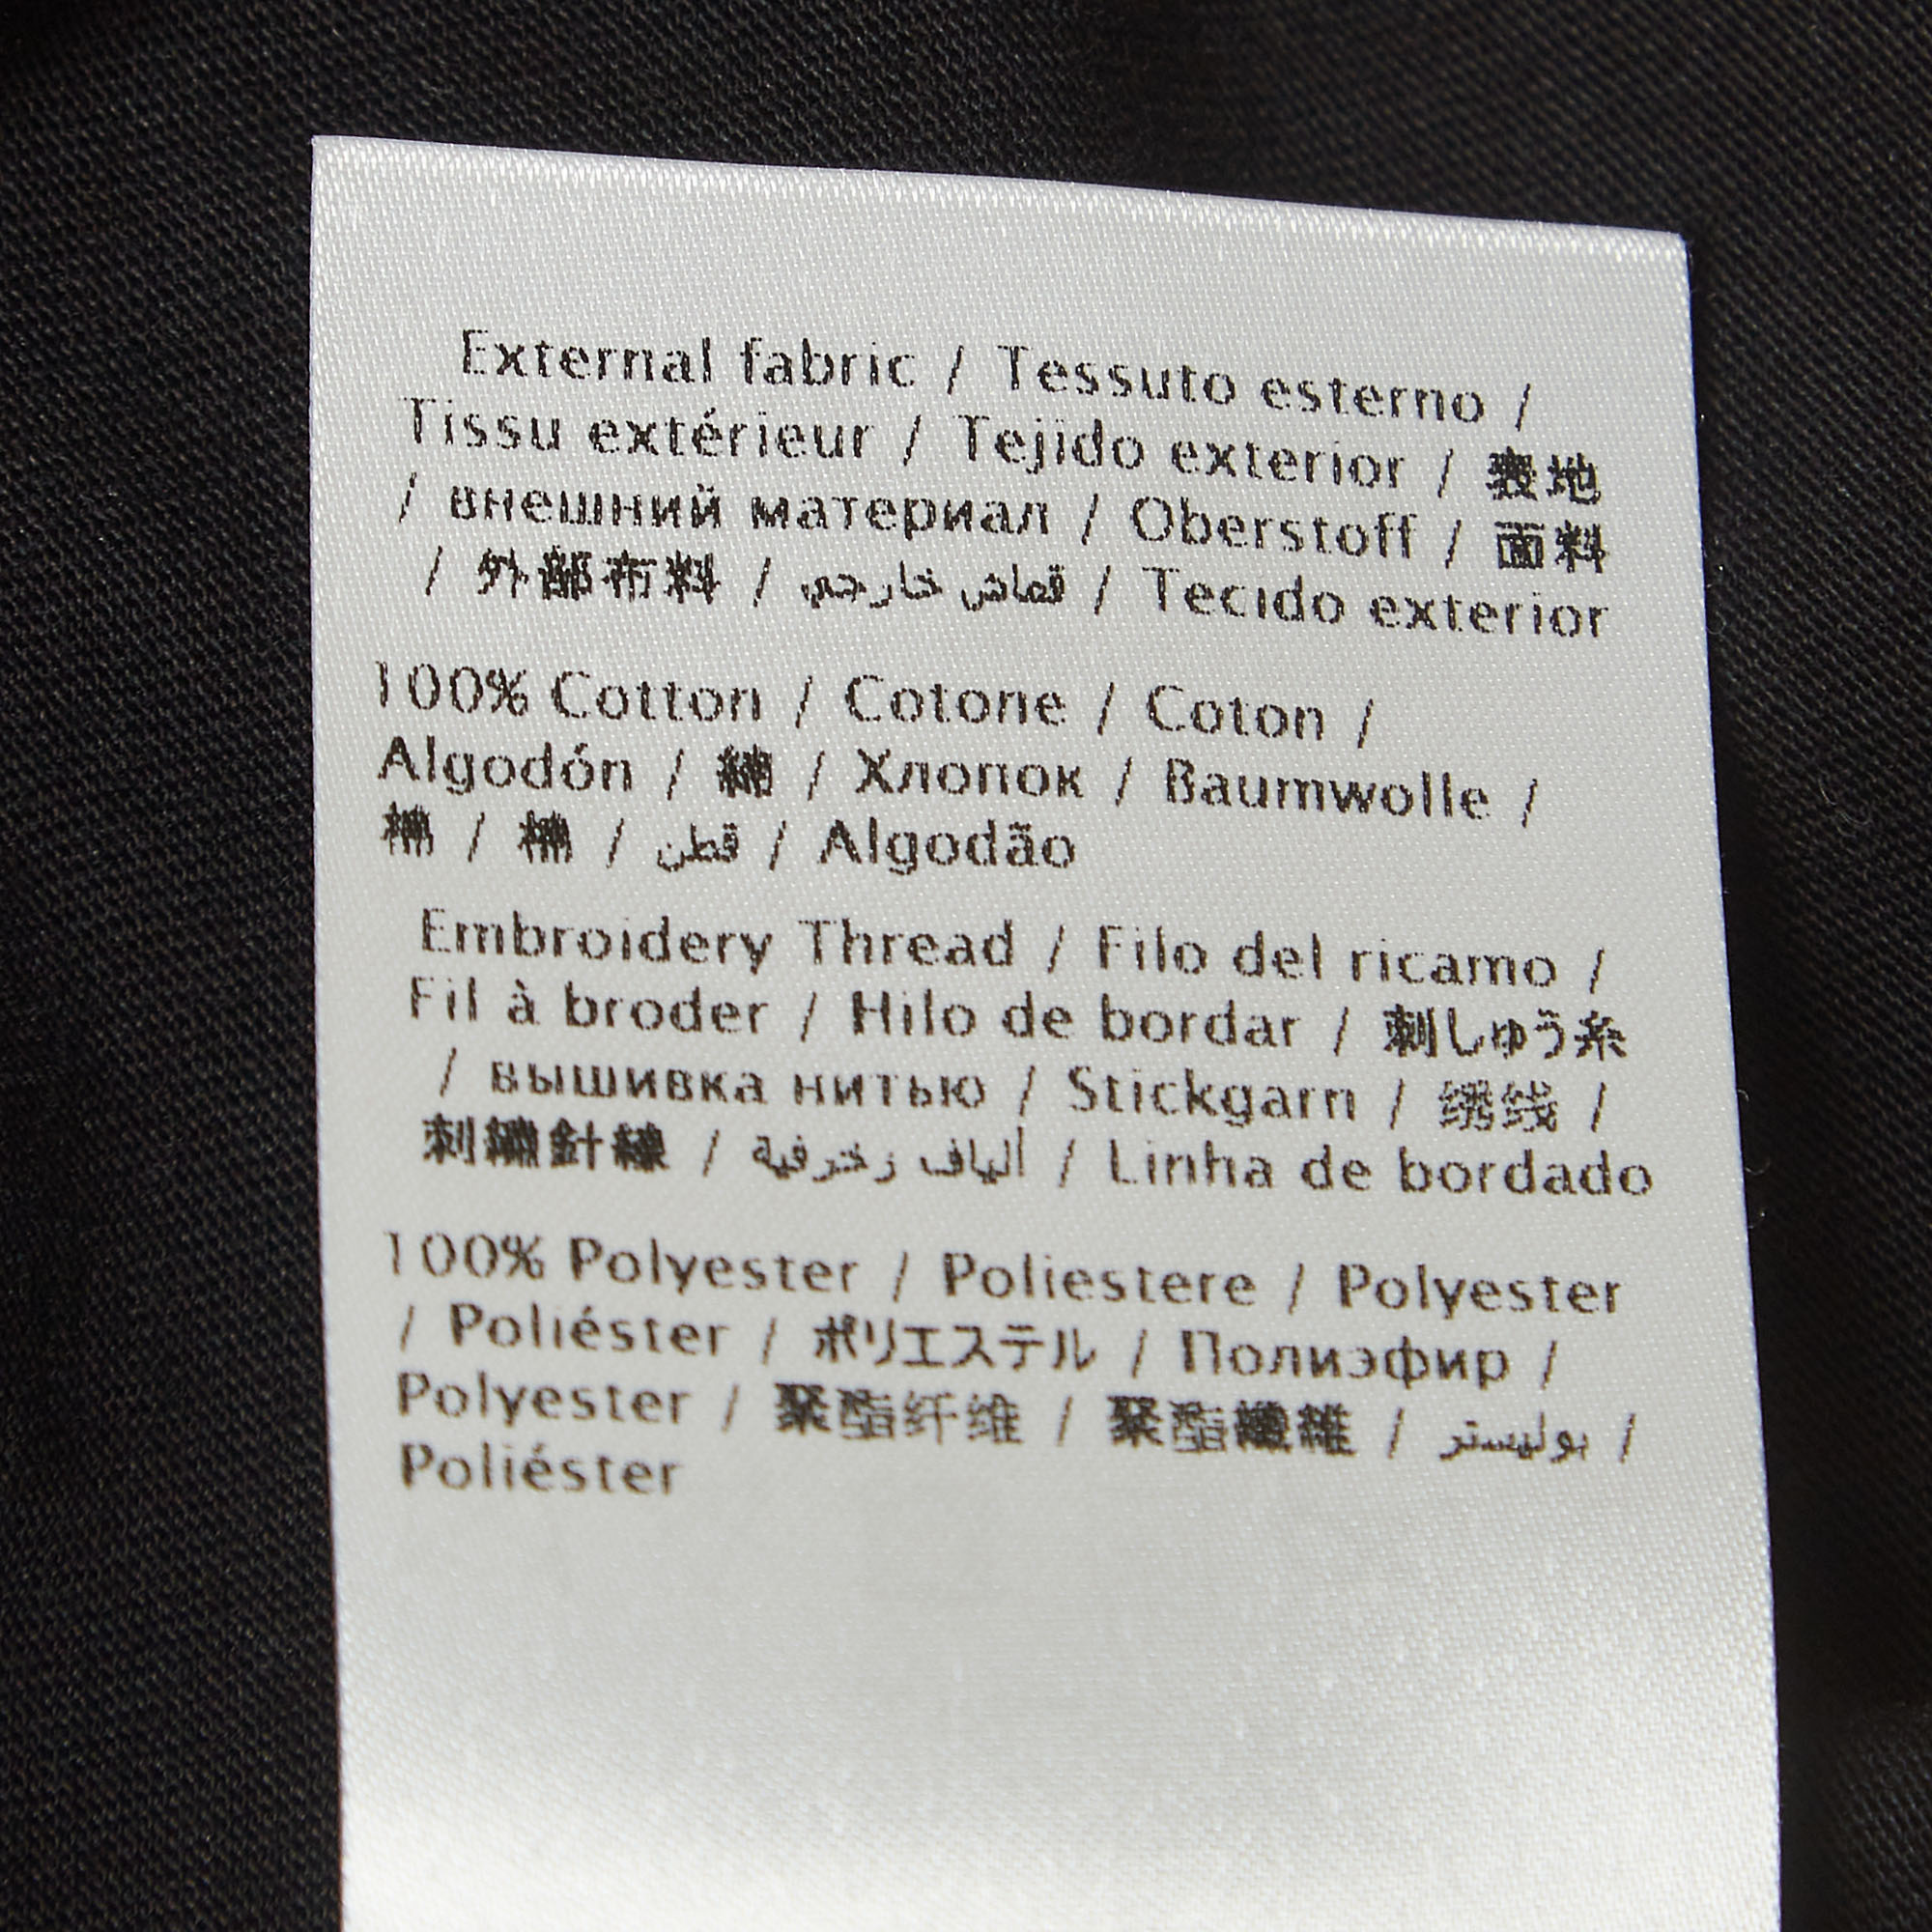 External fabric / Tessuto esterno /
Tissu extérieur / Tejido exterior / 表地
/ внешний материал / Oberstoff / 面料
/ 外部布料 / قماش خارجي / Tecido exterior
100% Cotton / Cotone / Coton /
Algodón / 綿 / Хлопок / Baumwolle /
棉 / 棉 / قطن / Algodão
Embroidery Thread / Filo del ricamo /
Fil à broder / Hilo de bordar / 刺しゅう糸
/ вышивка нитью / Stickgarn / 绣线 /
刺繡針線 / ألياف زخرفية / Linha de bordado
100% Polyester / Poliestere / Polyester
/ Poliéster / ポリエステル / Полиэфир /
Polyester / 聚酯纤维 / 聚酯纖維 / بوليستر /
Poliéster